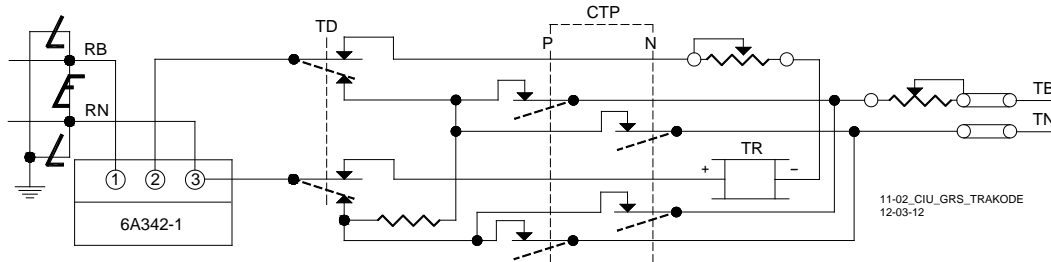 CTP
TD
RB
P
N
TB
RN
TN
TR
+
−
1 2 3
6A342-1
11-02_CIU_GRS_TRAKODE
12-03-12